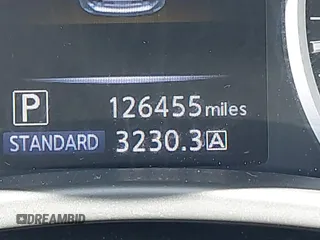 P 126455 miles
STANDARD 3230.3 A
DREAMBID